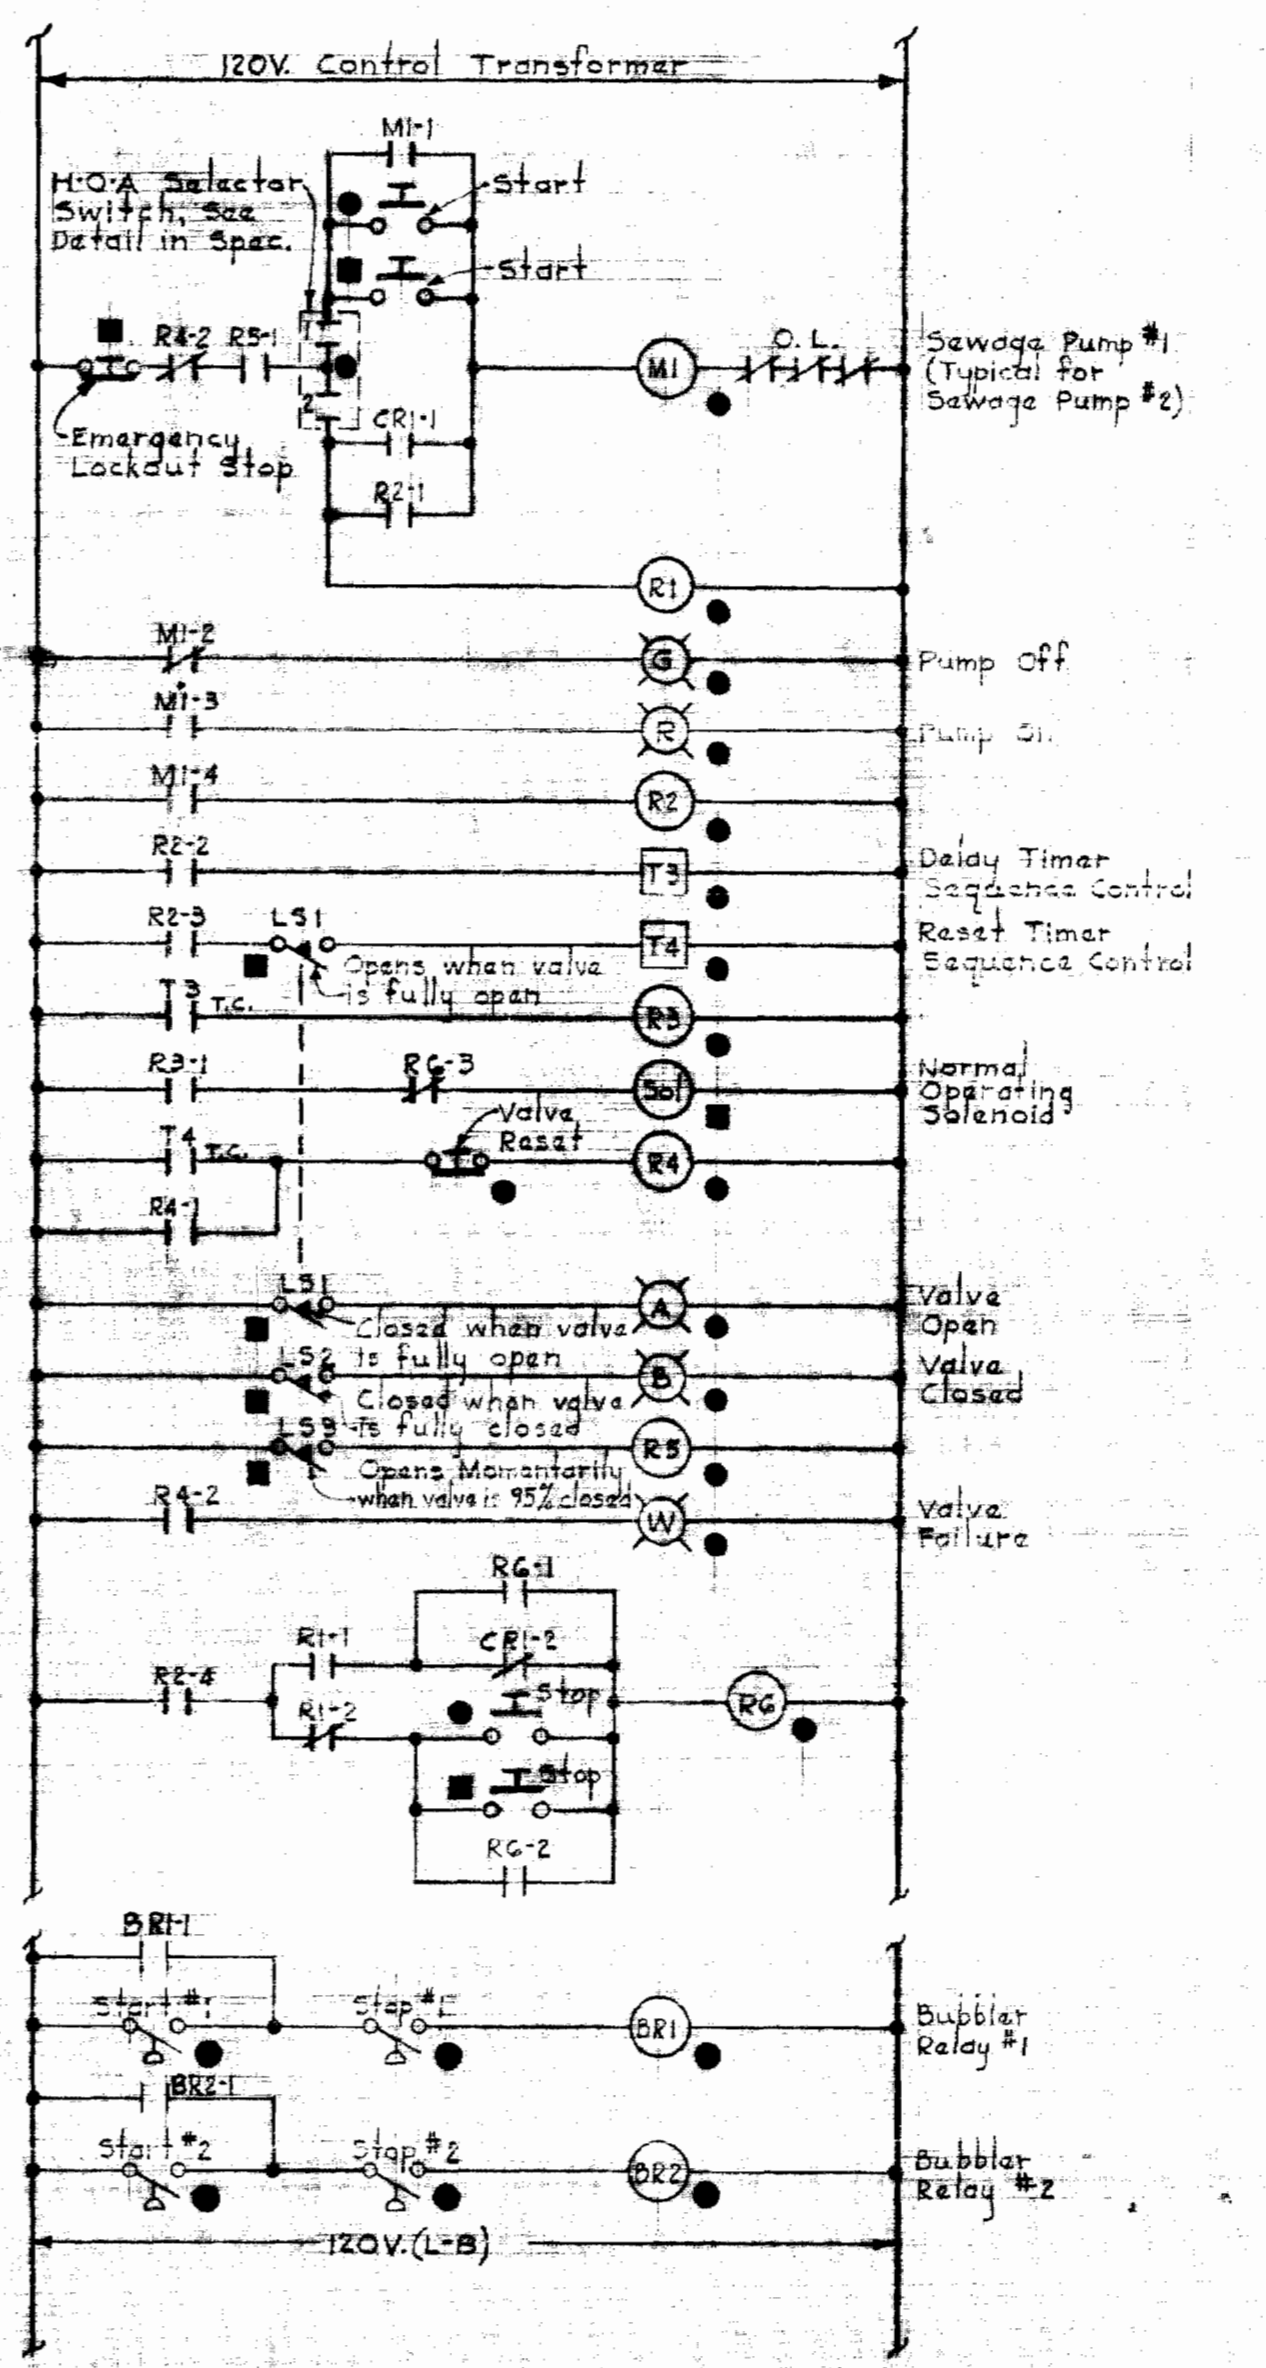 120V. Control Transformer
M1-1
H.O.A Selector
Switch, See
Detail in Spec.
Start
Start
R4-2 R5-1
1
2
Emergency
Lockout Stop
CR1-1
R2-1
M1
O. L.
Sewage Pump #1
(Typical for
Sewage Pump #2)
R1
M1-2
G
Pump Off
M1-3
R
Pump On
M1-4
R2
R2-2
T3
Delay Timer
Sequence Control
R2-3
LS1
Opens when valve
is fully open
T4
Reset Timer
Sequence Control
T3
T.C.
R3
R3-1
R6-3
Sol
Normal
Operating
Solenoid
T4
T.C.
Valve
Reset
R4
R4-1
LS1
Closed when valve
is fully open
A
Valve
Open
LS2
Closed when valve
is fully closed
B
Valve
Closed
LS3
Opens Momentarily
when valve is 95% closed
R5
R4-2
W
Valve
Failure
R6-1
R1-1
CR1-2
R2-4
R1-2
Stop
R6
Stop
R6-2
BR1-1
Start #1
Stop
BR1
Bubbler
Relay #1
BR2-1
Start #2
Stop #2
BR2
Bubbler
Relay #2
120V. (L-B)